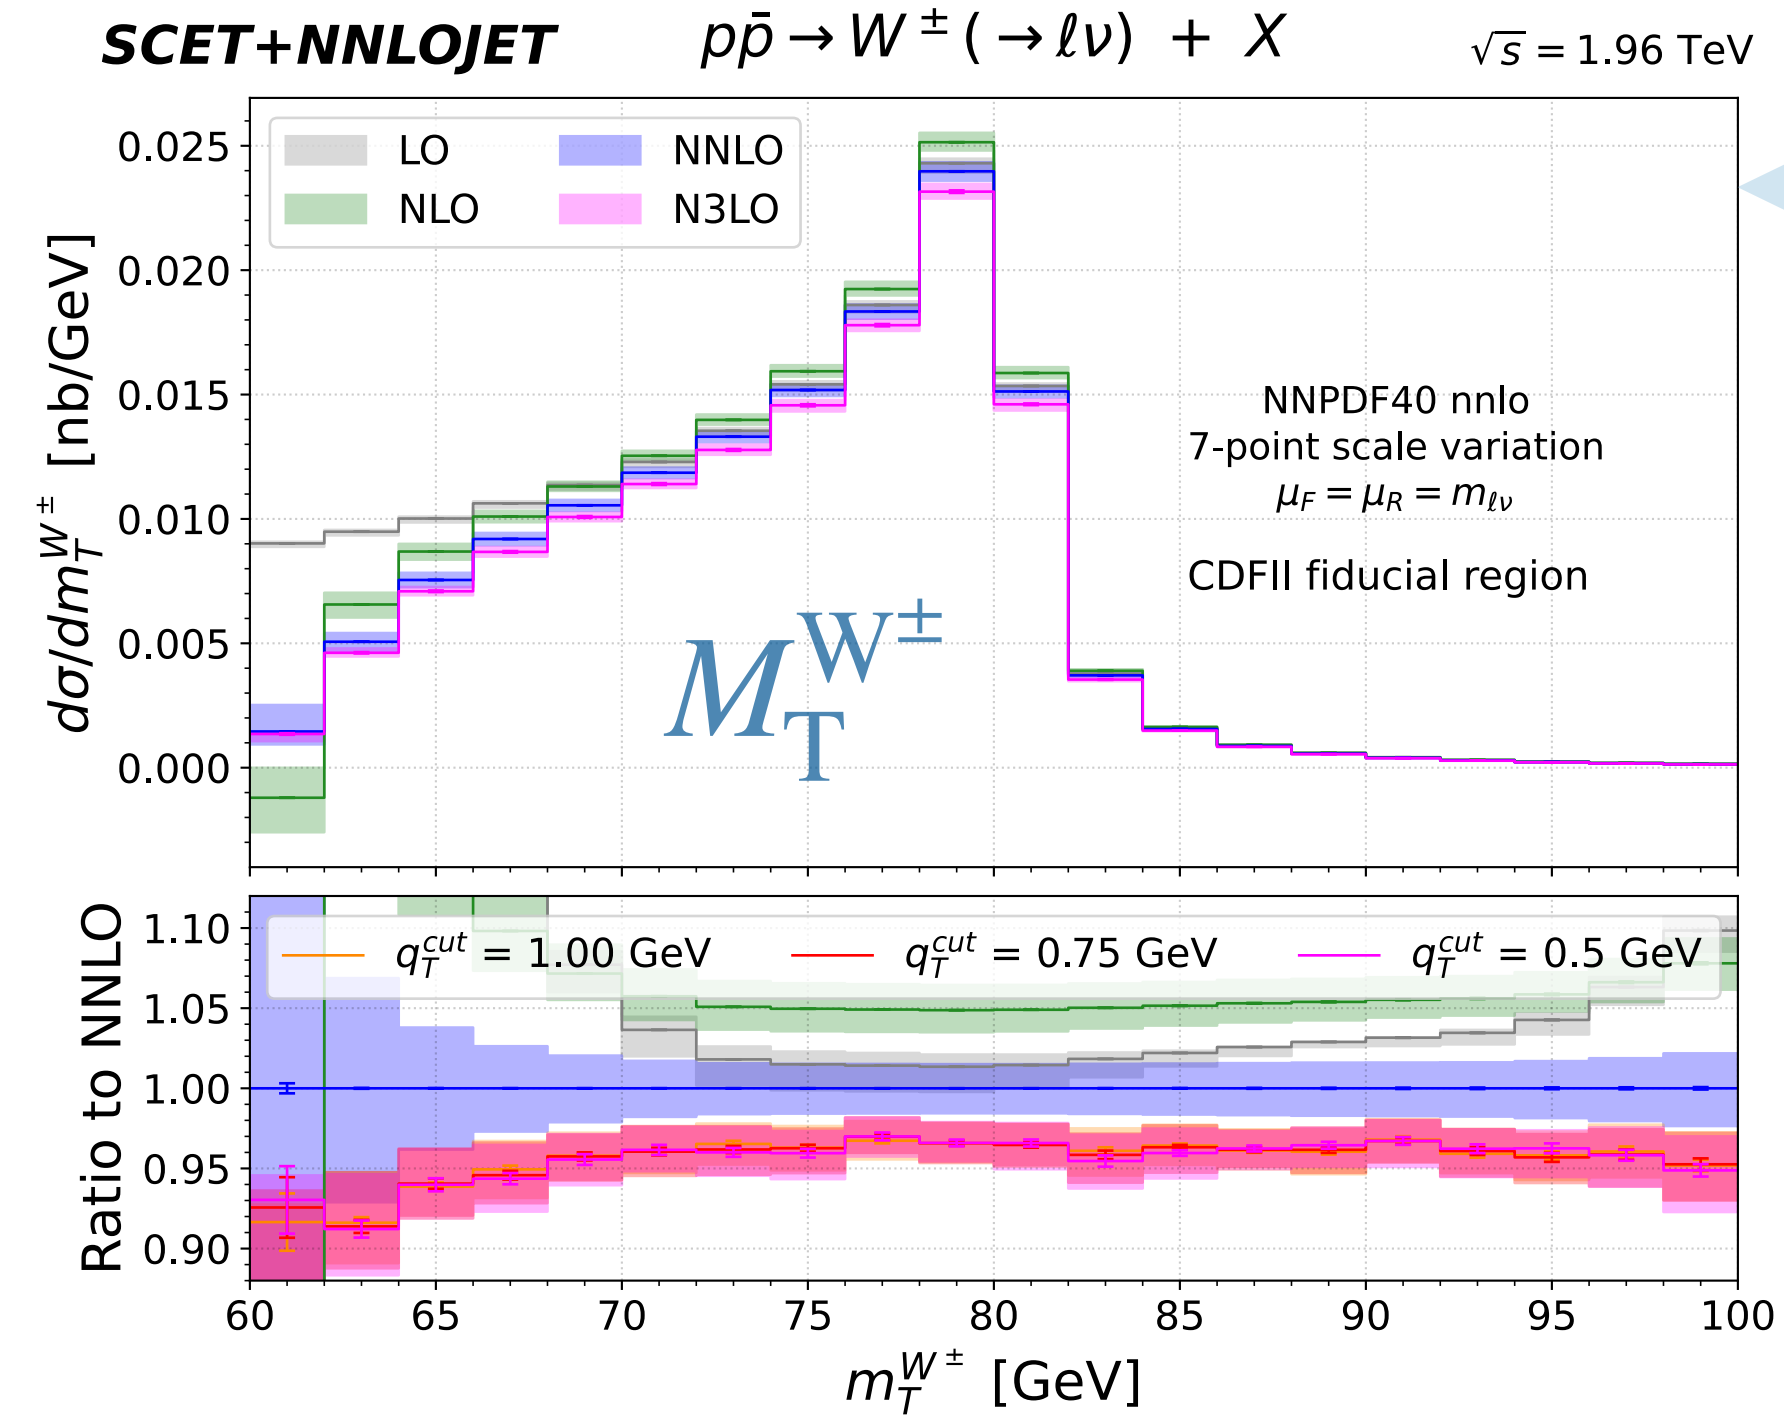 SCET+NNLOJET pp̄ → W± (→ ℓν) + X √s = 1.96 TeV
LO NNLO
NLO N3LO
dσ/dm_T^{W±} [nb/GeV]
0.025
0.020
0.015
0.010
0.005
0.000
NNPDF40 nnlo
7-point scale variation
μ_F = μ_R = m_{ℓν}
CDFII fiducial region
M_T^{W±}
Ratio to NNLO
1.10
1.05
1.00
0.95
0.90
q_T^{cut} = 1.00 GeV q_T^{cut} = 0.75 GeV q_T^{cut} = 0.5 GeV
60 65 70 75 80 85 90 95 100
m_T^{W±} [GeV]